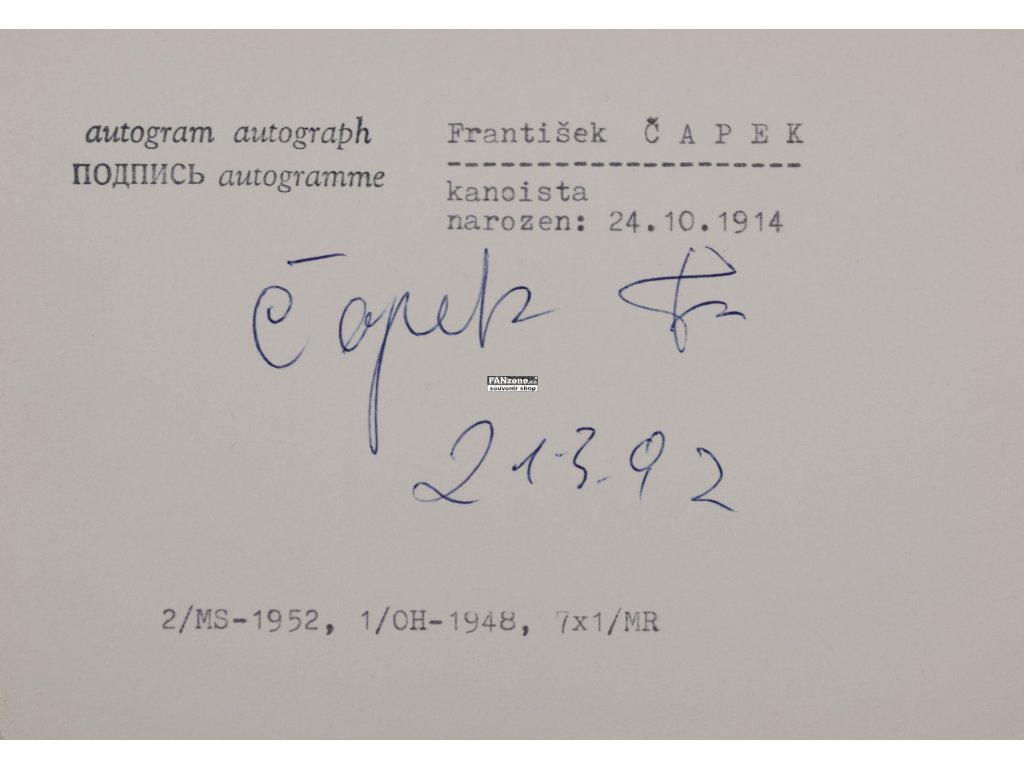 autogram autograph
ПОДПИСЬ autogramme
František ČAPEK
--------------------
kanoista
narozen: 24.10.1914
Čapek Fr
FANzone.cz
souvenir shop
21.3.92
2/MS-1952, 1/OH-1948, 7x1/MR